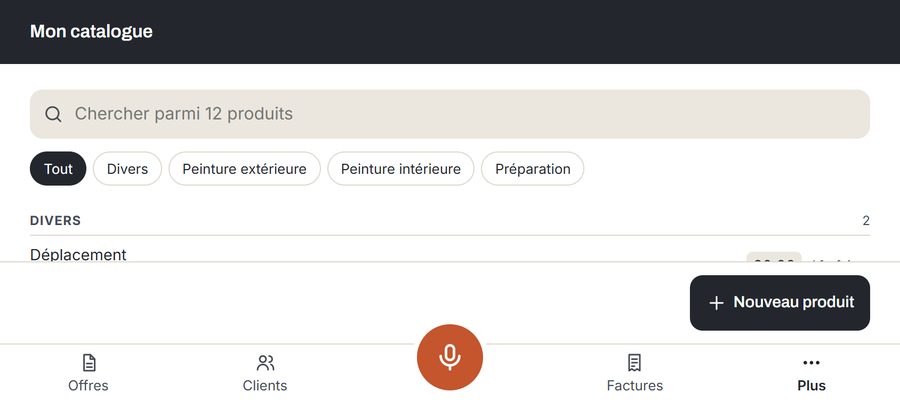 Mon catalogue
Chercher parmi 12 produits
Tout Divers Peinture extérieure Peinture intérieure Préparation
DIVERS 2
Déplacement
Nouveau produit
Offres Clients Factures Plus